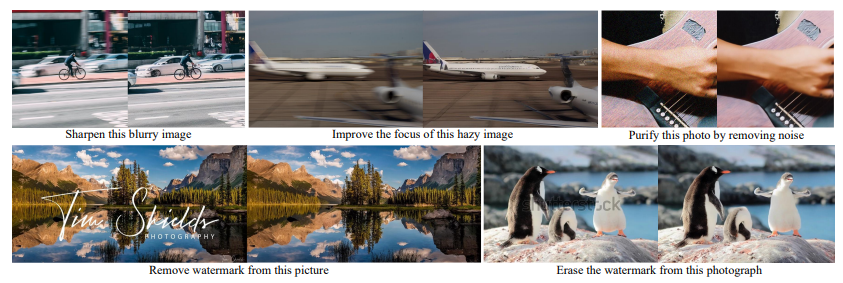 Sharpen this blurry image
Improve the focus of this hazy image
Purify this photo by removing noise
Tim Shields
PHOTOGRAPHY
Remove watermark from this picture
Erase the watermark from this photograph